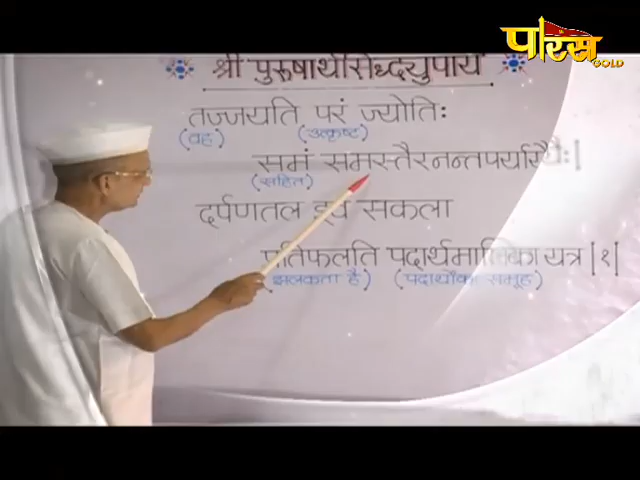 पारस
GOLD
श्री पुरुषार्थसिद्ध्युपाय
तज्जयति परं ज्योतिः
(वह) (उत्कृष्ट)
समं समस्तैरनन्तपर्यायैः|
(सहित)
दर्पणतल इव सकला
प्रतिफलति पदार्थमालिका यत्र |१|
(झलकता है) (पदार्थोंका समूह)